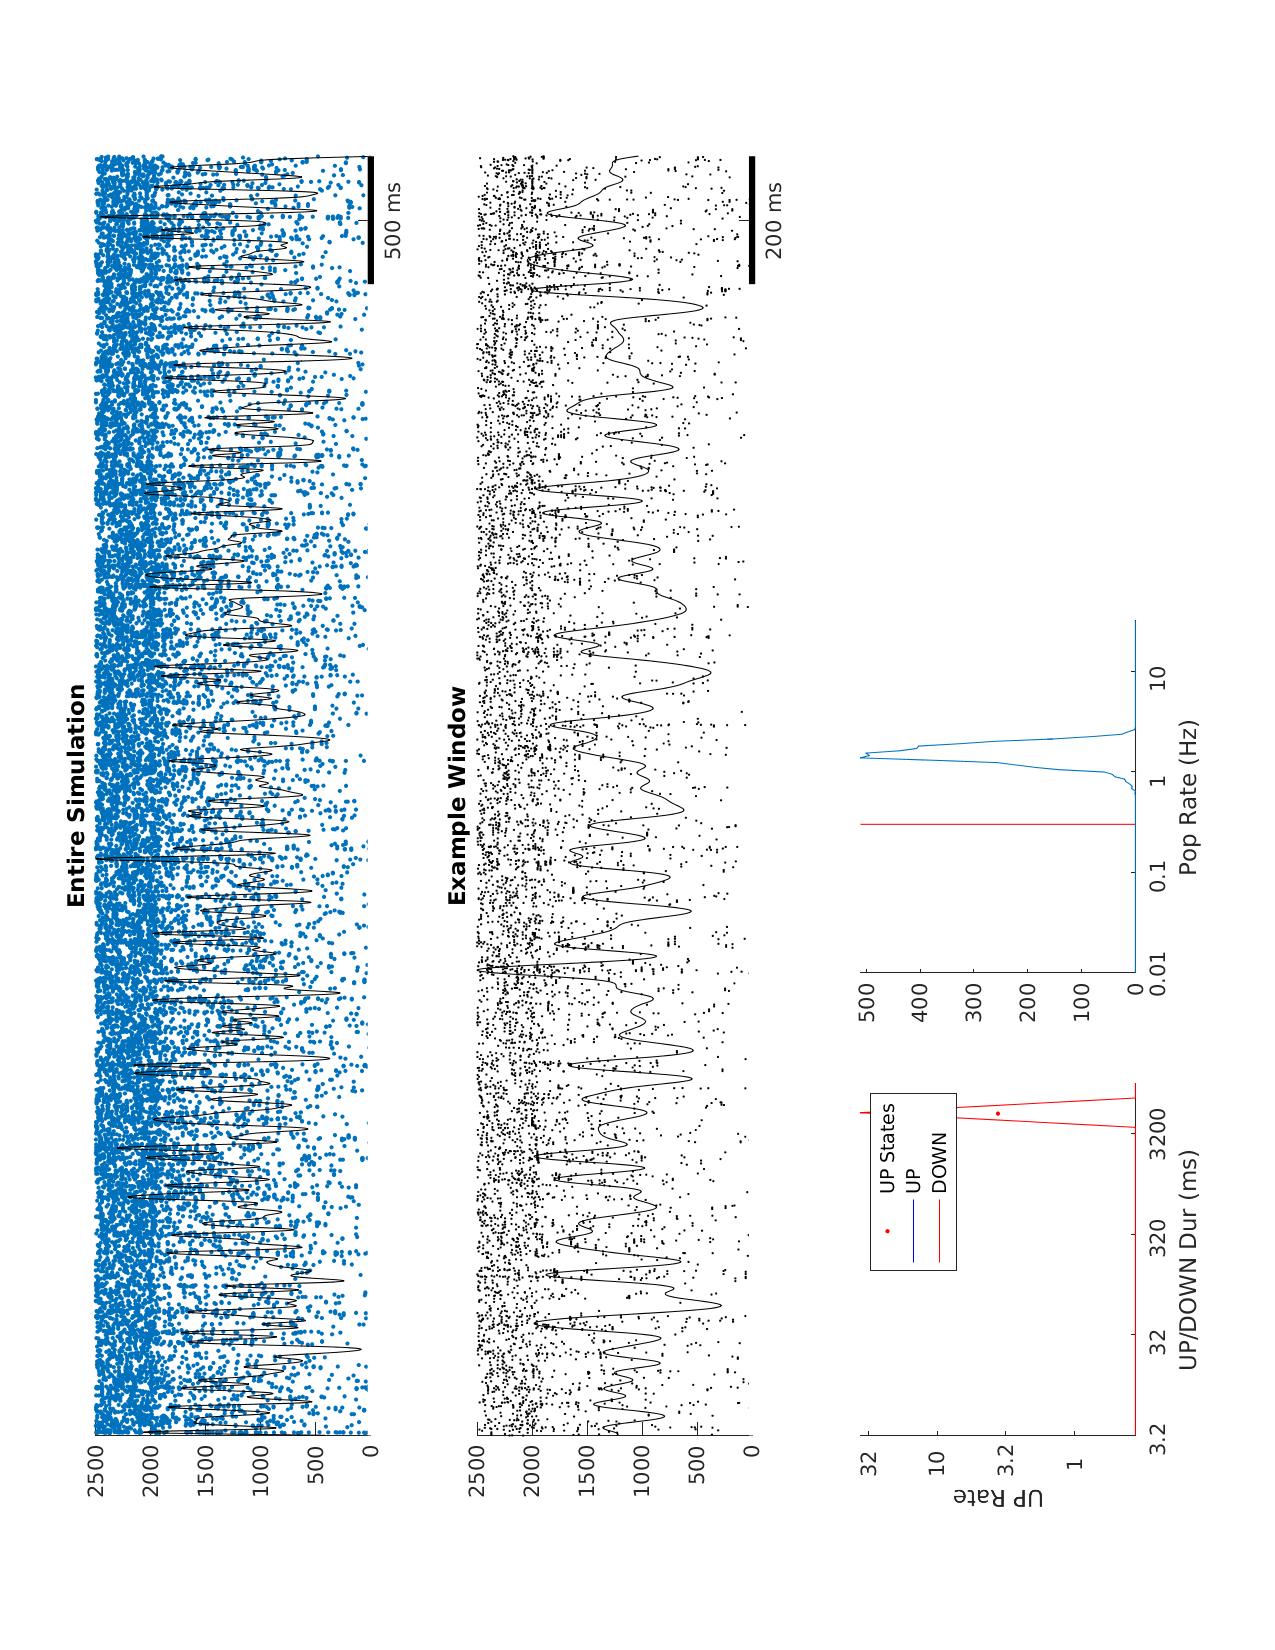 Entire Simulation
2500
2000
1500
1000
500
0
500 ms
Example Window
2500
2000
1500
1000
500
0
200 ms
32
10
3.2
1
UP Rate
UP States
UP
DOWN
3.2 32 320 3200
UP/DOWN Dur (ms)
500
400
300
200
100
0
0.01 0.1 1 10
Pop Rate (Hz)